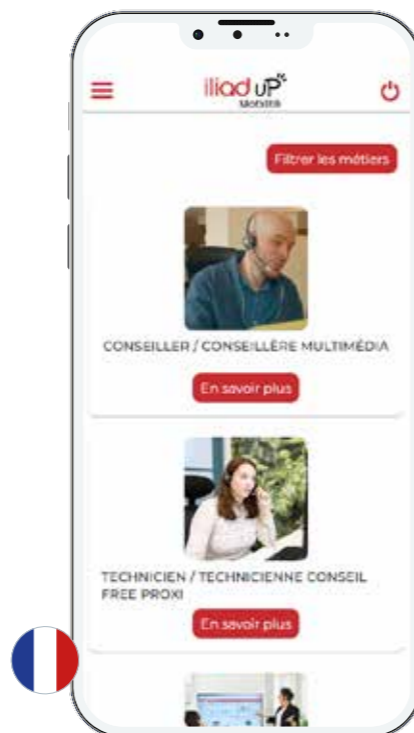 iliad uP
Mobilité
Filtrer les métiers
CONSEILLER / CONSEILLÈRE MULTIMÉDIA
En savoir plus
TECHNICIEN / TECHNICIENNE CONSEIL
FREE PROXI
En savoir plus